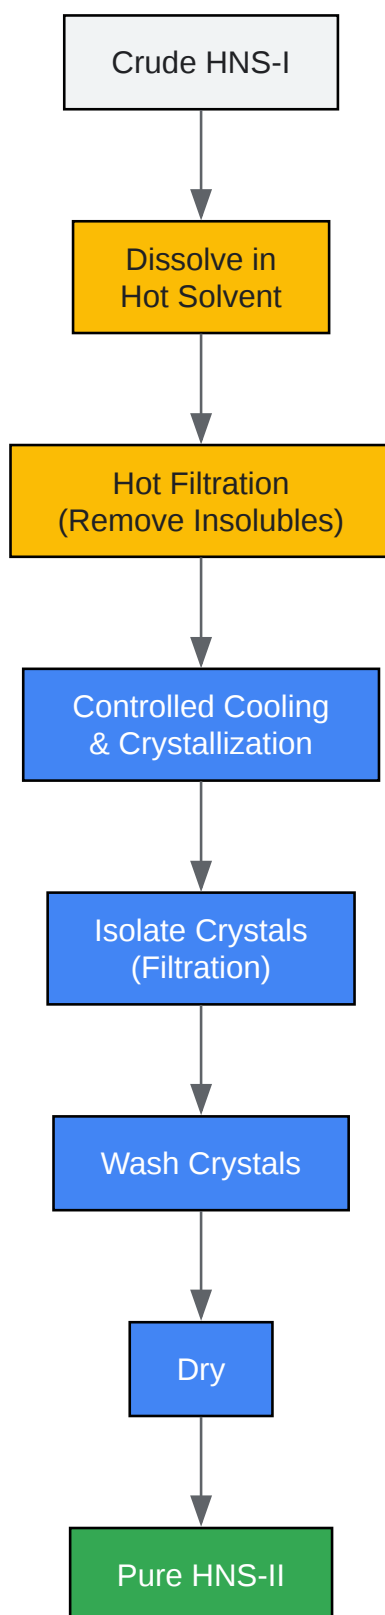 Crude HNS-I
Dissolve in
Hot Solvent
Hot Filtration
(Remove Insolubles)
Controlled Cooling
& Crystallization
Isolate Crystals
(Filtration)
Wash Crystals
Dry
Pure HNS-II